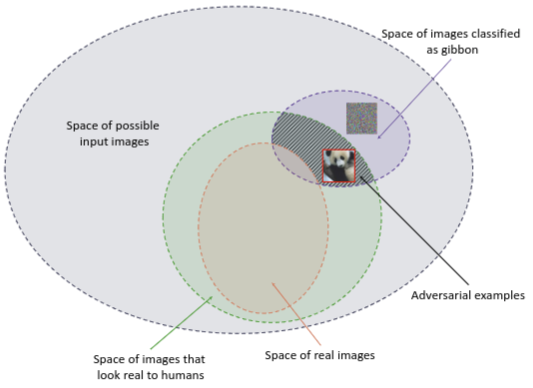 Space of images classified
as gibbon
Space of possible
input images
Adversarial examples
Space of images that
look real to humans
Space of real images